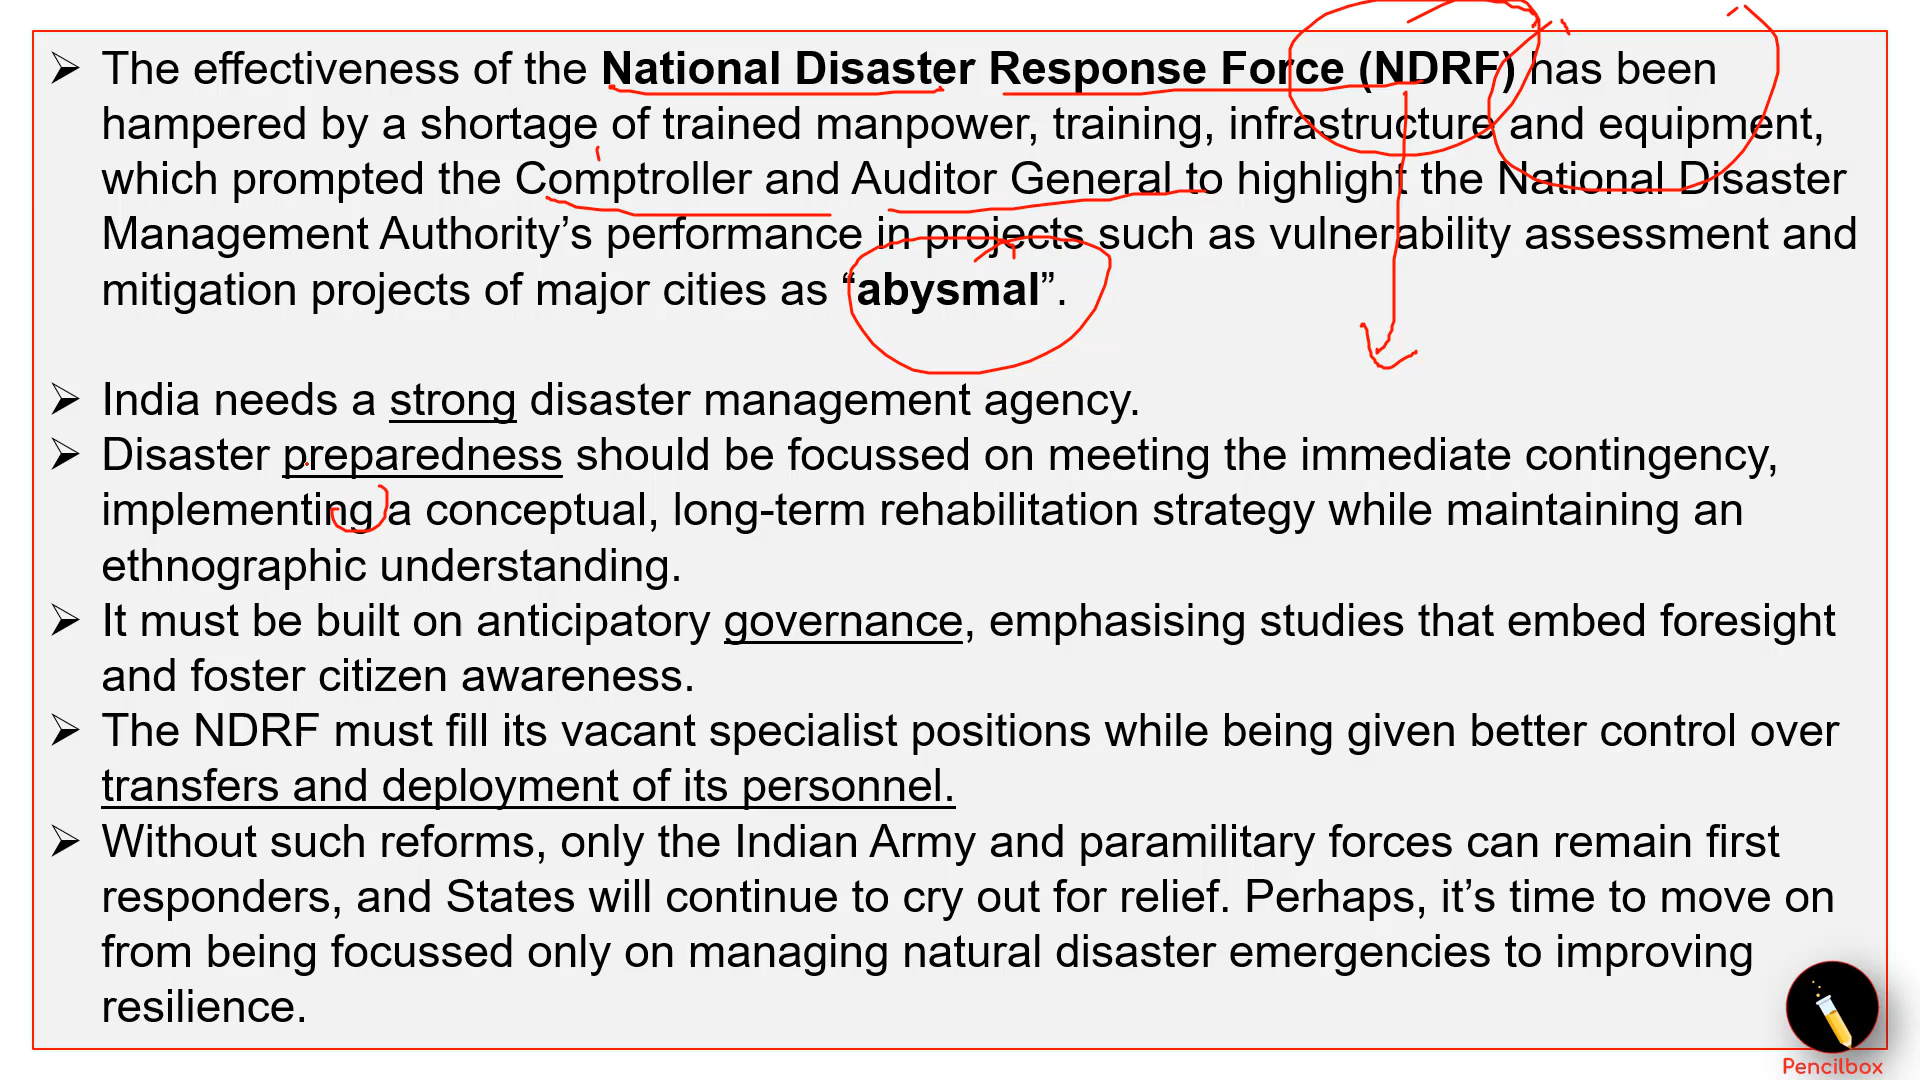 ➢ The effectiveness of the National Disaster Response Force (NDRF) has been
hampered by a shortage of trained manpower, training, infrastructure and equipment,
which prompted the Comptroller and Auditor General to highlight the National Disaster
Management Authority’s performance in projects such as vulnerability assessment and
mitigation projects of major cities as “abysmal”.
➢ India needs a strong disaster management agency.
➢ Disaster preparedness should be focussed on meeting the immediate contingency,
implementing a conceptual, long-term rehabilitation strategy while maintaining an
ethnographic understanding.
➢ It must be built on anticipatory governance, emphasising studies that embed foresight
and foster citizen awareness.
➢ The NDRF must fill its vacant specialist positions while being given better control over
transfers and deployment of its personnel.
➢ Without such reforms, only the Indian Army and paramilitary forces can remain first
responders, and States will continue to cry out for relief. Perhaps, it’s time to move on
from being focussed only on managing natural disaster emergencies to improving
resilience.
Pencilbox